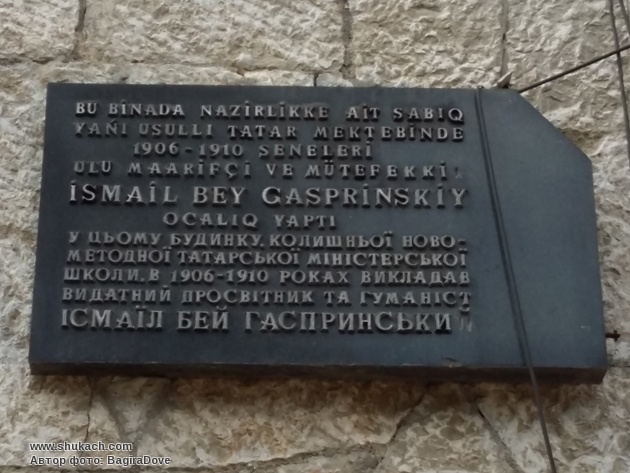 BU BİNADA NAZİRLİKKE AİT SABIQ
YAŃI USULLI TATAR MEKTEBİNDE
1906-1910 SENELERİ
ULU MAARİFÇİ VE MÜTEFEKKİ
İSMAİL BEY GASPRİNSKİY
OCALIQ YAPTI
У ЦЬОМУ БУДИНКУ, КОЛИШНЬОЇ НОВО-
МЕТОДНОЇ ТАТАРСЬКОЇ МІНІСТЕРСЬКОЇ
ШКОЛИ, В 1906-1910 РОКАХ ВИКЛАДАВ
ВИДАТНИЙ ПРОСВІТНИК ТА ГУМАНІСТ
ІСМАЇЛ БЕЙ ГАСПРИНСЬКИЙ
www.shukach.com
Автор фото: BagiraDove